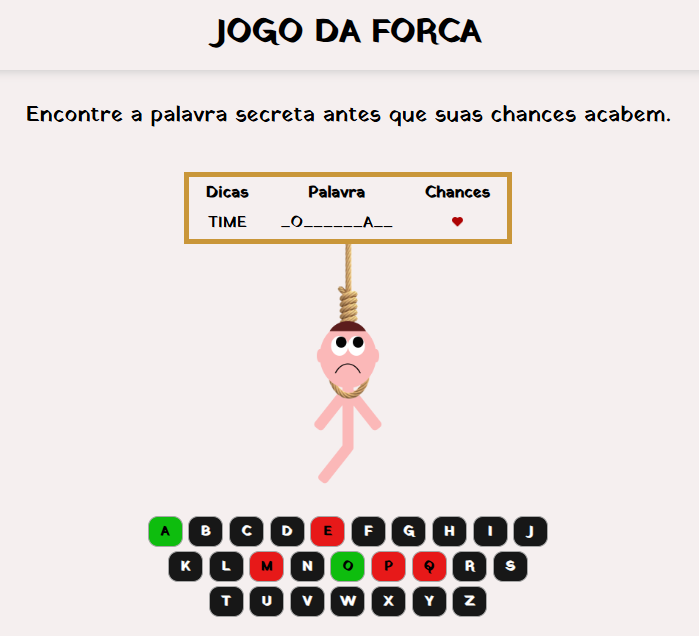 JOGO DA FORCA
Encontre a palavra secreta antes que suas chances acabem.
Dicas Palavra Chances
TIME _O______A__
A B C D E F G H I J
K L M N O P Q R S
T U V W X Y Z